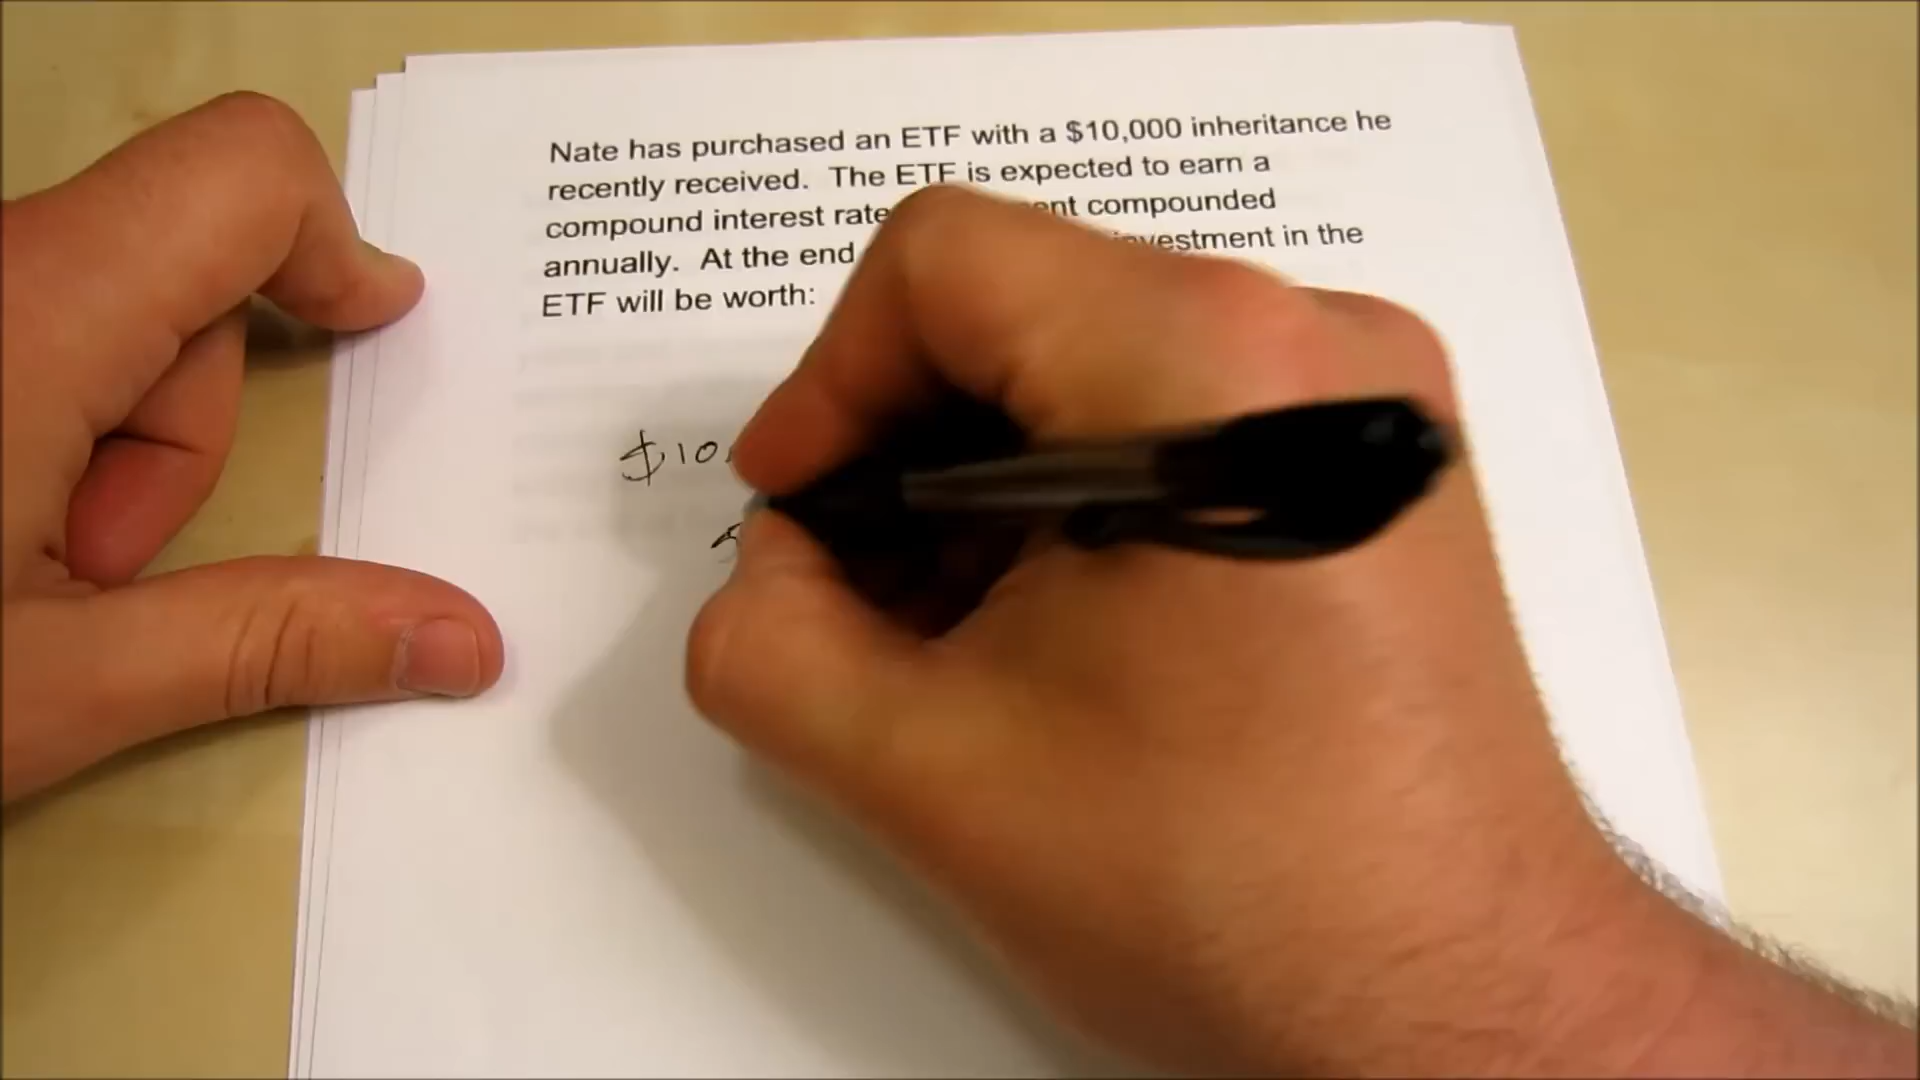 Nate has purchased an ETF with a $10,000 inheritance he
recently received. The ETF is expected to earn a
compound interest rate compounded
annually. At the end investment in the
ETF will be worth:
$10,
5